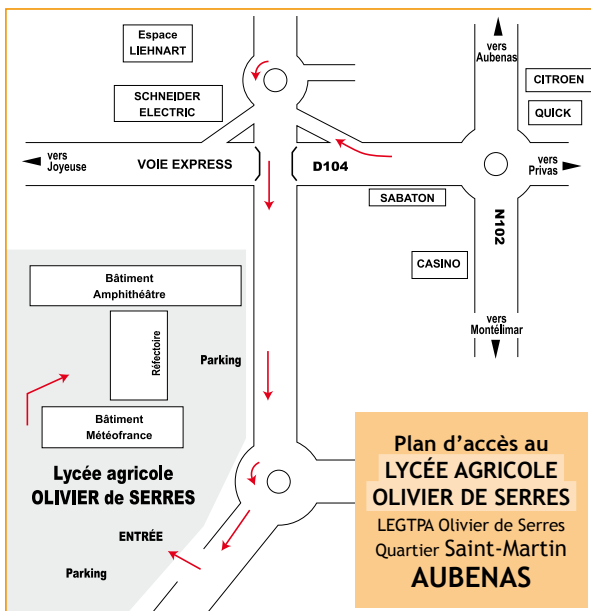 Espace
LIEHNART
vers
Aubenas
CITROEN
SCHNEIDER
ELECTRIC
QUICK
vers
Joyeuse
VOIE EXPRESS
D104
vers
Privas
SABATON
N102
CASINO
Bâtiment
Amphithéâtre
Réfectoire
Parking
vers
Montélimar
Bâtiment
Météofrance
Lycée agricole
OLIVIER de SERRES
ENTRÉE
Parking
Plan d'accès au
LYCÉE AGRICOLE
OLIVIER DE SERRES
LEGTPA Olivier de Serres
Quartier Saint-Martin
AUBENAS